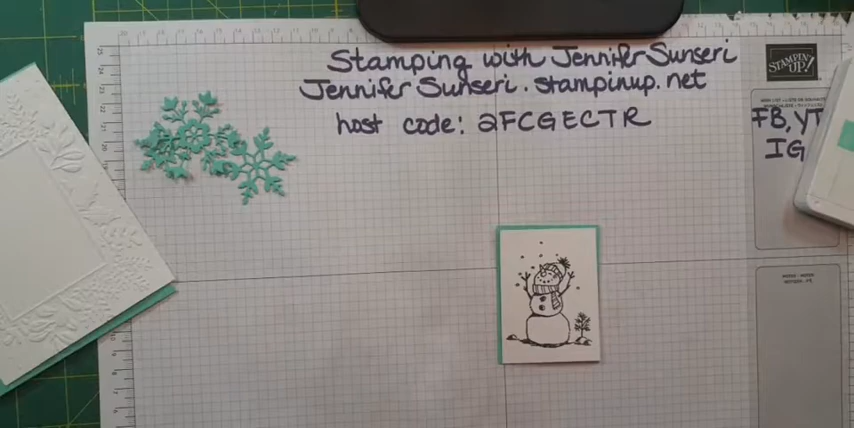 Stamping with Jennifer Sunseri
Jennifer Sunseri.stampinup.net
host code: 2FCGECTR
STAMPIN' UP!
FB, YT
IG